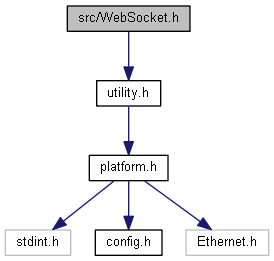 src/WebSocket.h
utility.h
platform.h
stdint.h
config.h
Ethernet.h